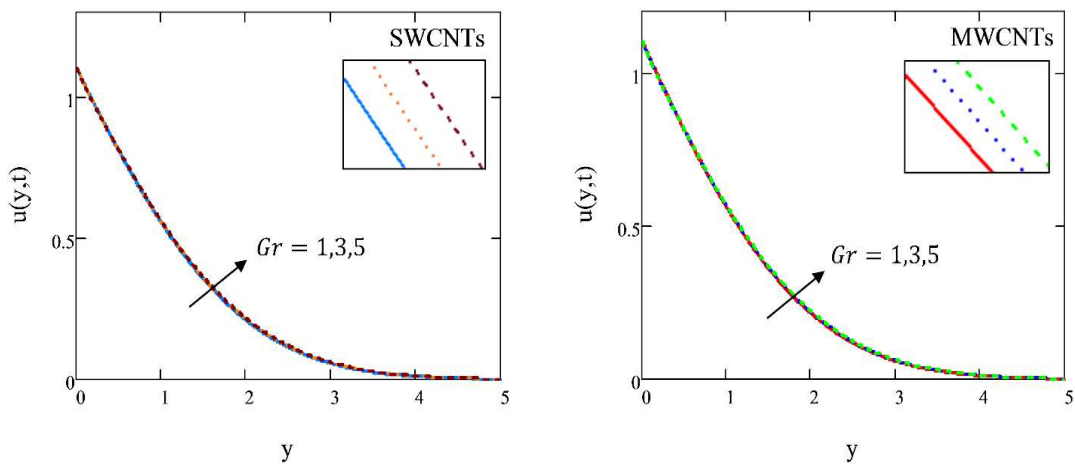 SWCNTs
1
0.5
0
u(y,t)
Gr = 1,3,5
0 1 2 3 4 5
y
MWCNTs
1
0.5
0
u(y,t)
Gr = 1,3,5
0 1 2 3 4 5
y